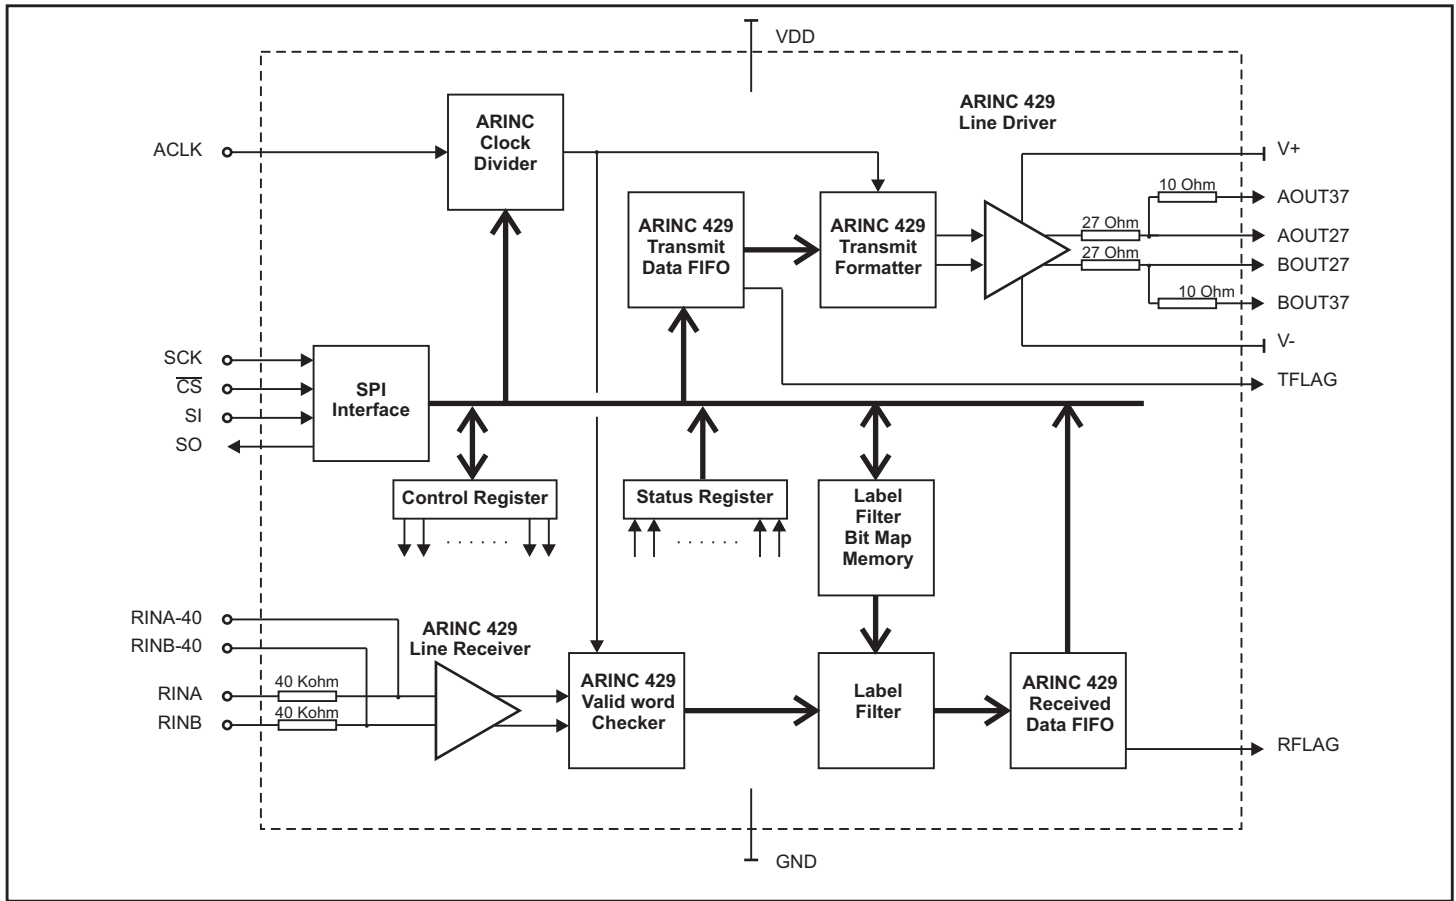 VDD
ARINC 429
Line Driver
ARINC
Clock
Divider
ACLK
V+
10 Ohm
AOUT37
ARINC 429
Transmit
Data FIFO
ARINC 429
Transmit
Formatter
27 Ohm
AOUT27
27 Ohm
BOUT27
10 Ohm
BOUT37
V-
TFLAG
SCK
CS
SI
SO
SPI
Interface
Control Register
. . . . . . .
Status Register
. . . . . . .
Label
Filter
Bit Map
Memory
RINA-40
RINB-40
ARINC 429
Line Receiver
RINA
40 Kohm
RINB
40 Kohm
ARINC 429
Valid word
Checker
Label
Filter
ARINC 429
Received
Data FIFO
RFLAG
GND